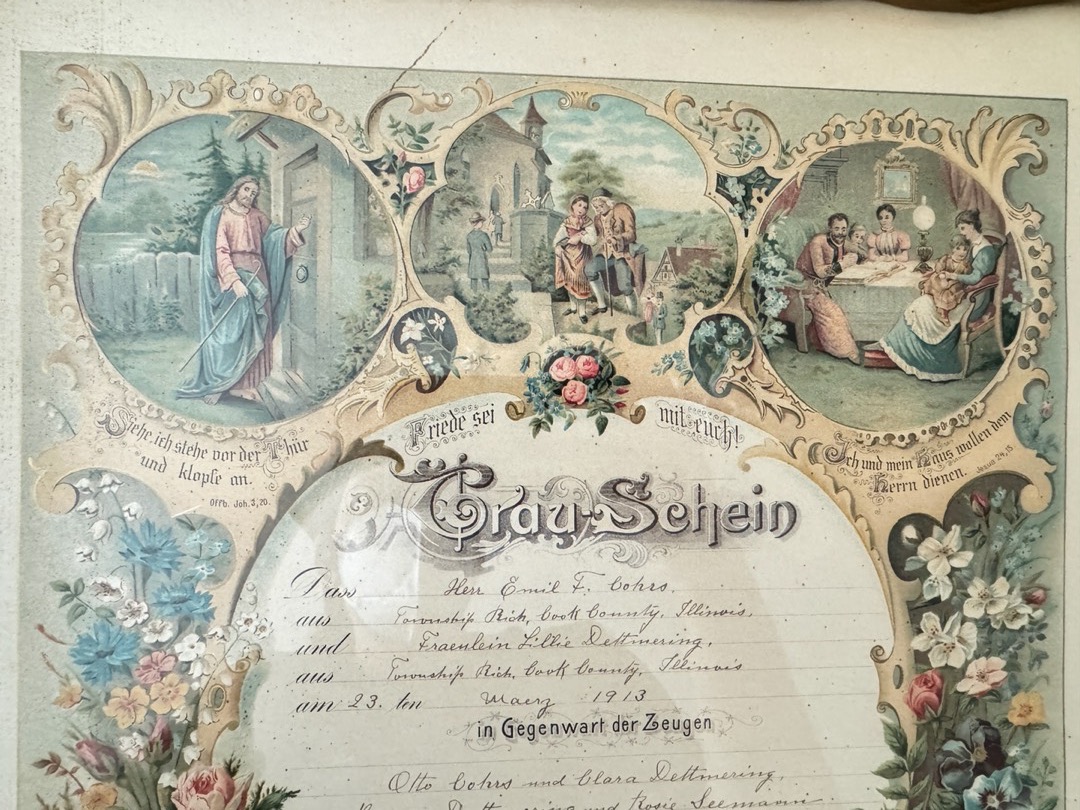 Siehe ich stehe vor der Thür
und klopfe an.
Offb. Joh. 3, 20.
Friede sei mit euch!
Ich und mein Haus wollen dem
Herrn dienen. Josua 24, 15
Trau-Schein
Dass Herr Emil F. Cohrs,
aus Township Rich, Cook County, Illinois,
und Fraeulein Lillie Dettmering,
aus Township Rich, Cook County, Illinois
am 23. ten Maerz 1913
in Gegenwart der Zeugen
Otto Cohrs und Clara Dettmering,
Dettmering und Rosie Seemann